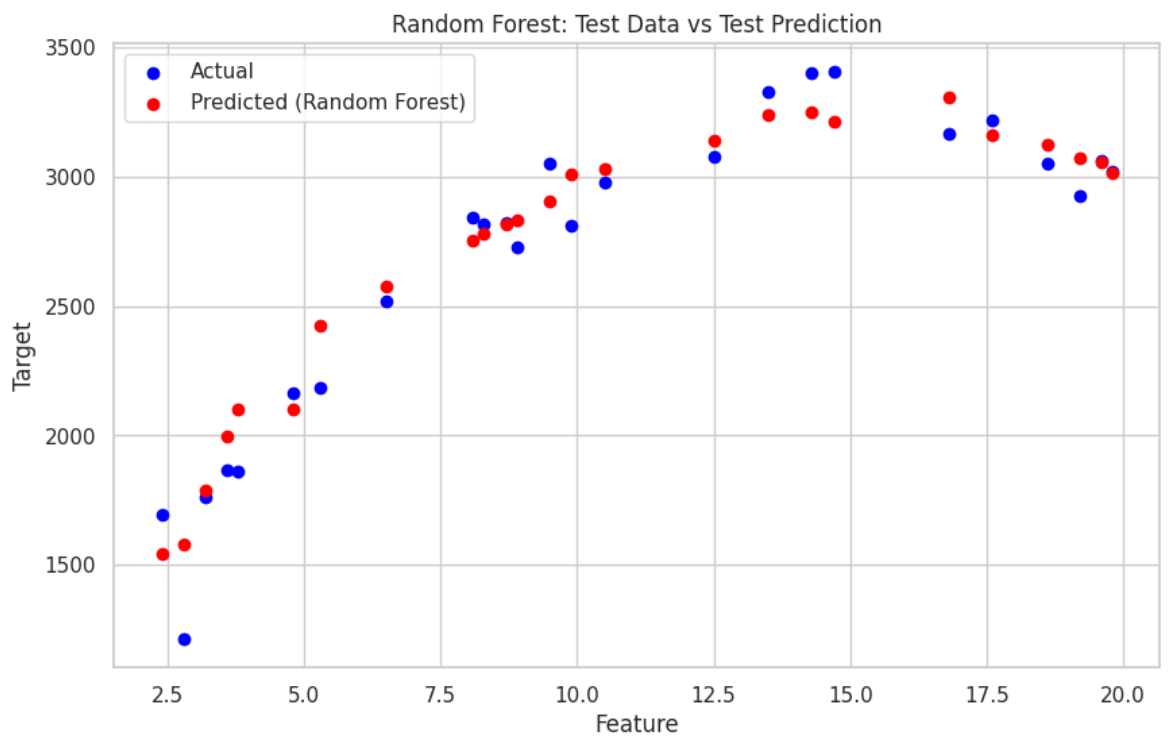 Random Forest: Test Data vs Test Prediction
Actual
Predicted (Random Forest)
3500
3000
2500
2000
1500
Target
2.5 5.0 7.5 10.0 12.5 15.0 17.5 20.0
Feature